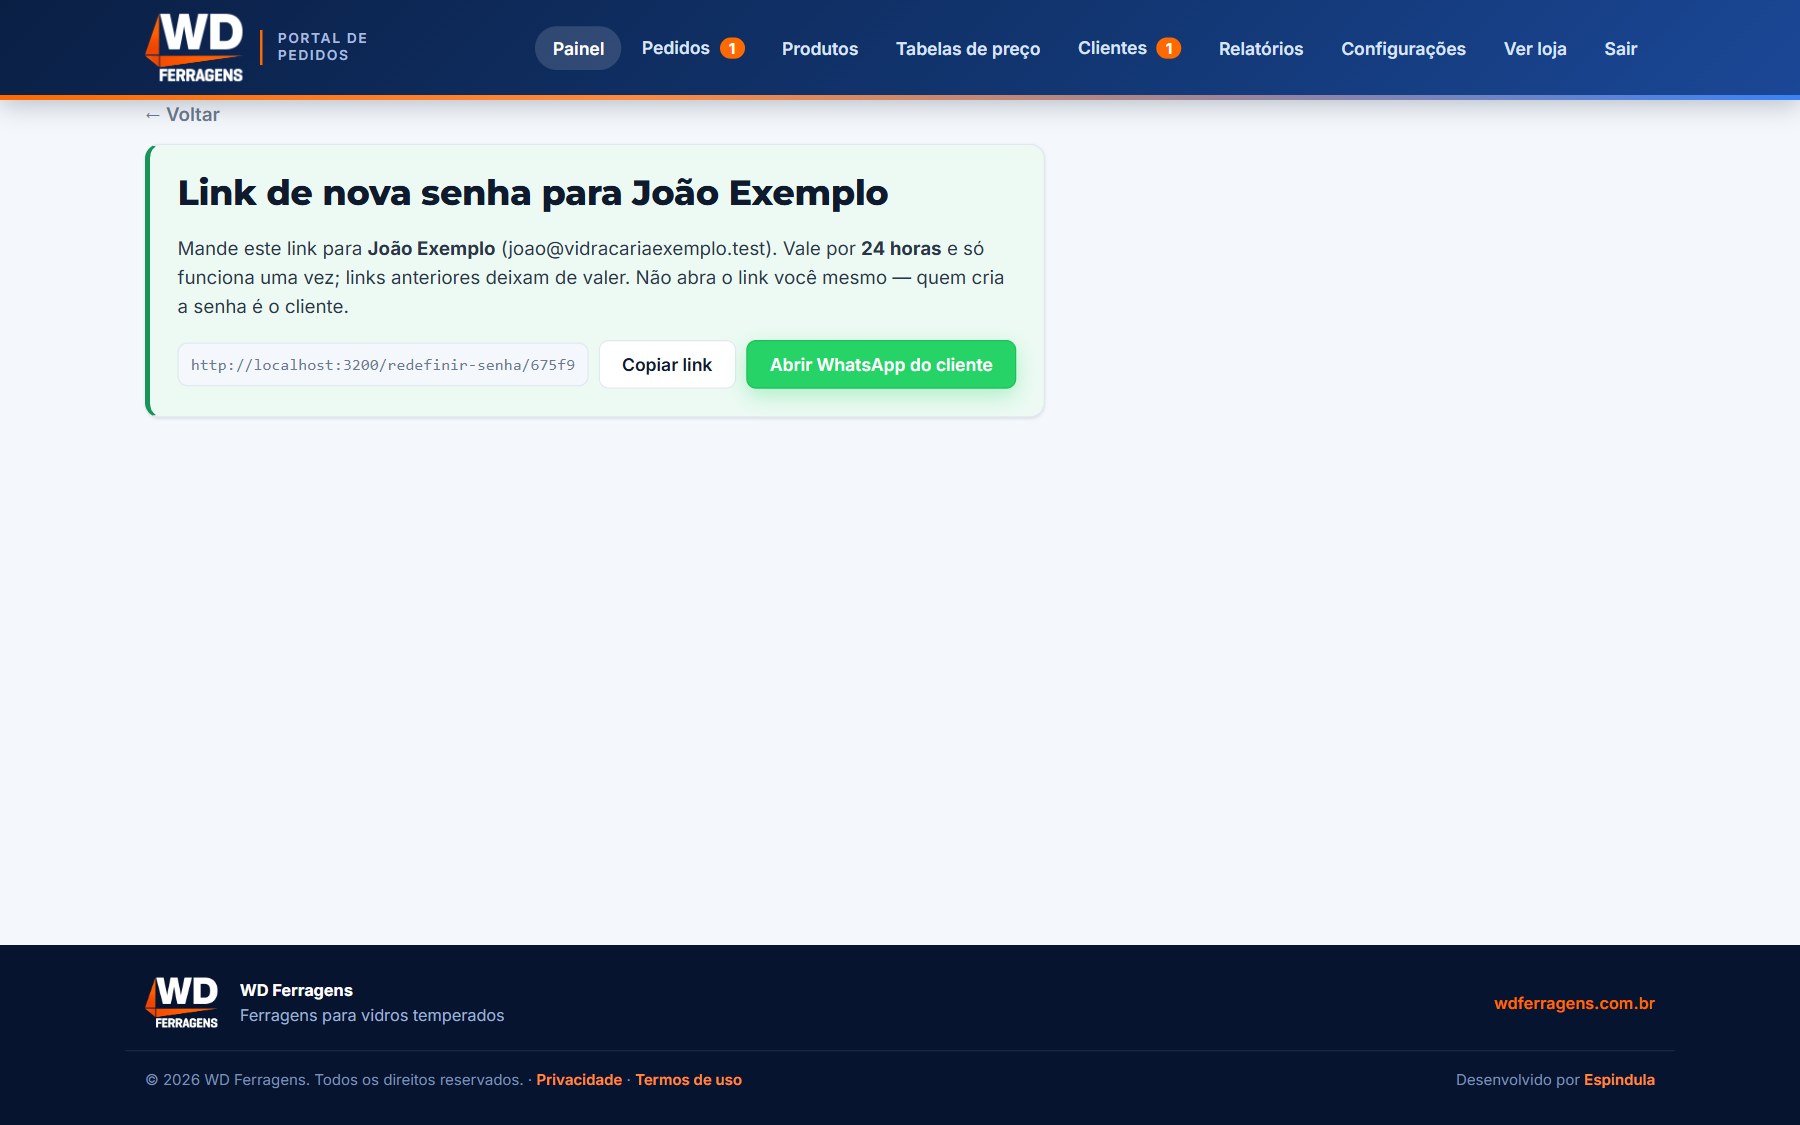 WD
FERRAGENS
PORTAL DE
PEDIDOS
Painel
Pedidos 1
Produtos
Tabelas de preço
Clientes 1
Relatórios
Configurações
Ver loja
Sair
← Voltar
Link de nova senha para João Exemplo
Mande este link para João Exemplo (joao@vidracariaexemplo.test). Vale por 24 horas e só
funciona uma vez; links anteriores deixam de valer. Não abra o link você mesmo — quem cria
a senha é o cliente.
http://localhost:3200/redefinir-senha/675f9
Copiar link
Abrir WhatsApp do cliente
WD
FERRAGENS
WD Ferragens
Ferragens para vidros temperados
wdferragens.com.br
© 2026 WD Ferragens. Todos os direitos reservados. · Privacidade · Termos de uso
Desenvolvido por Espindula